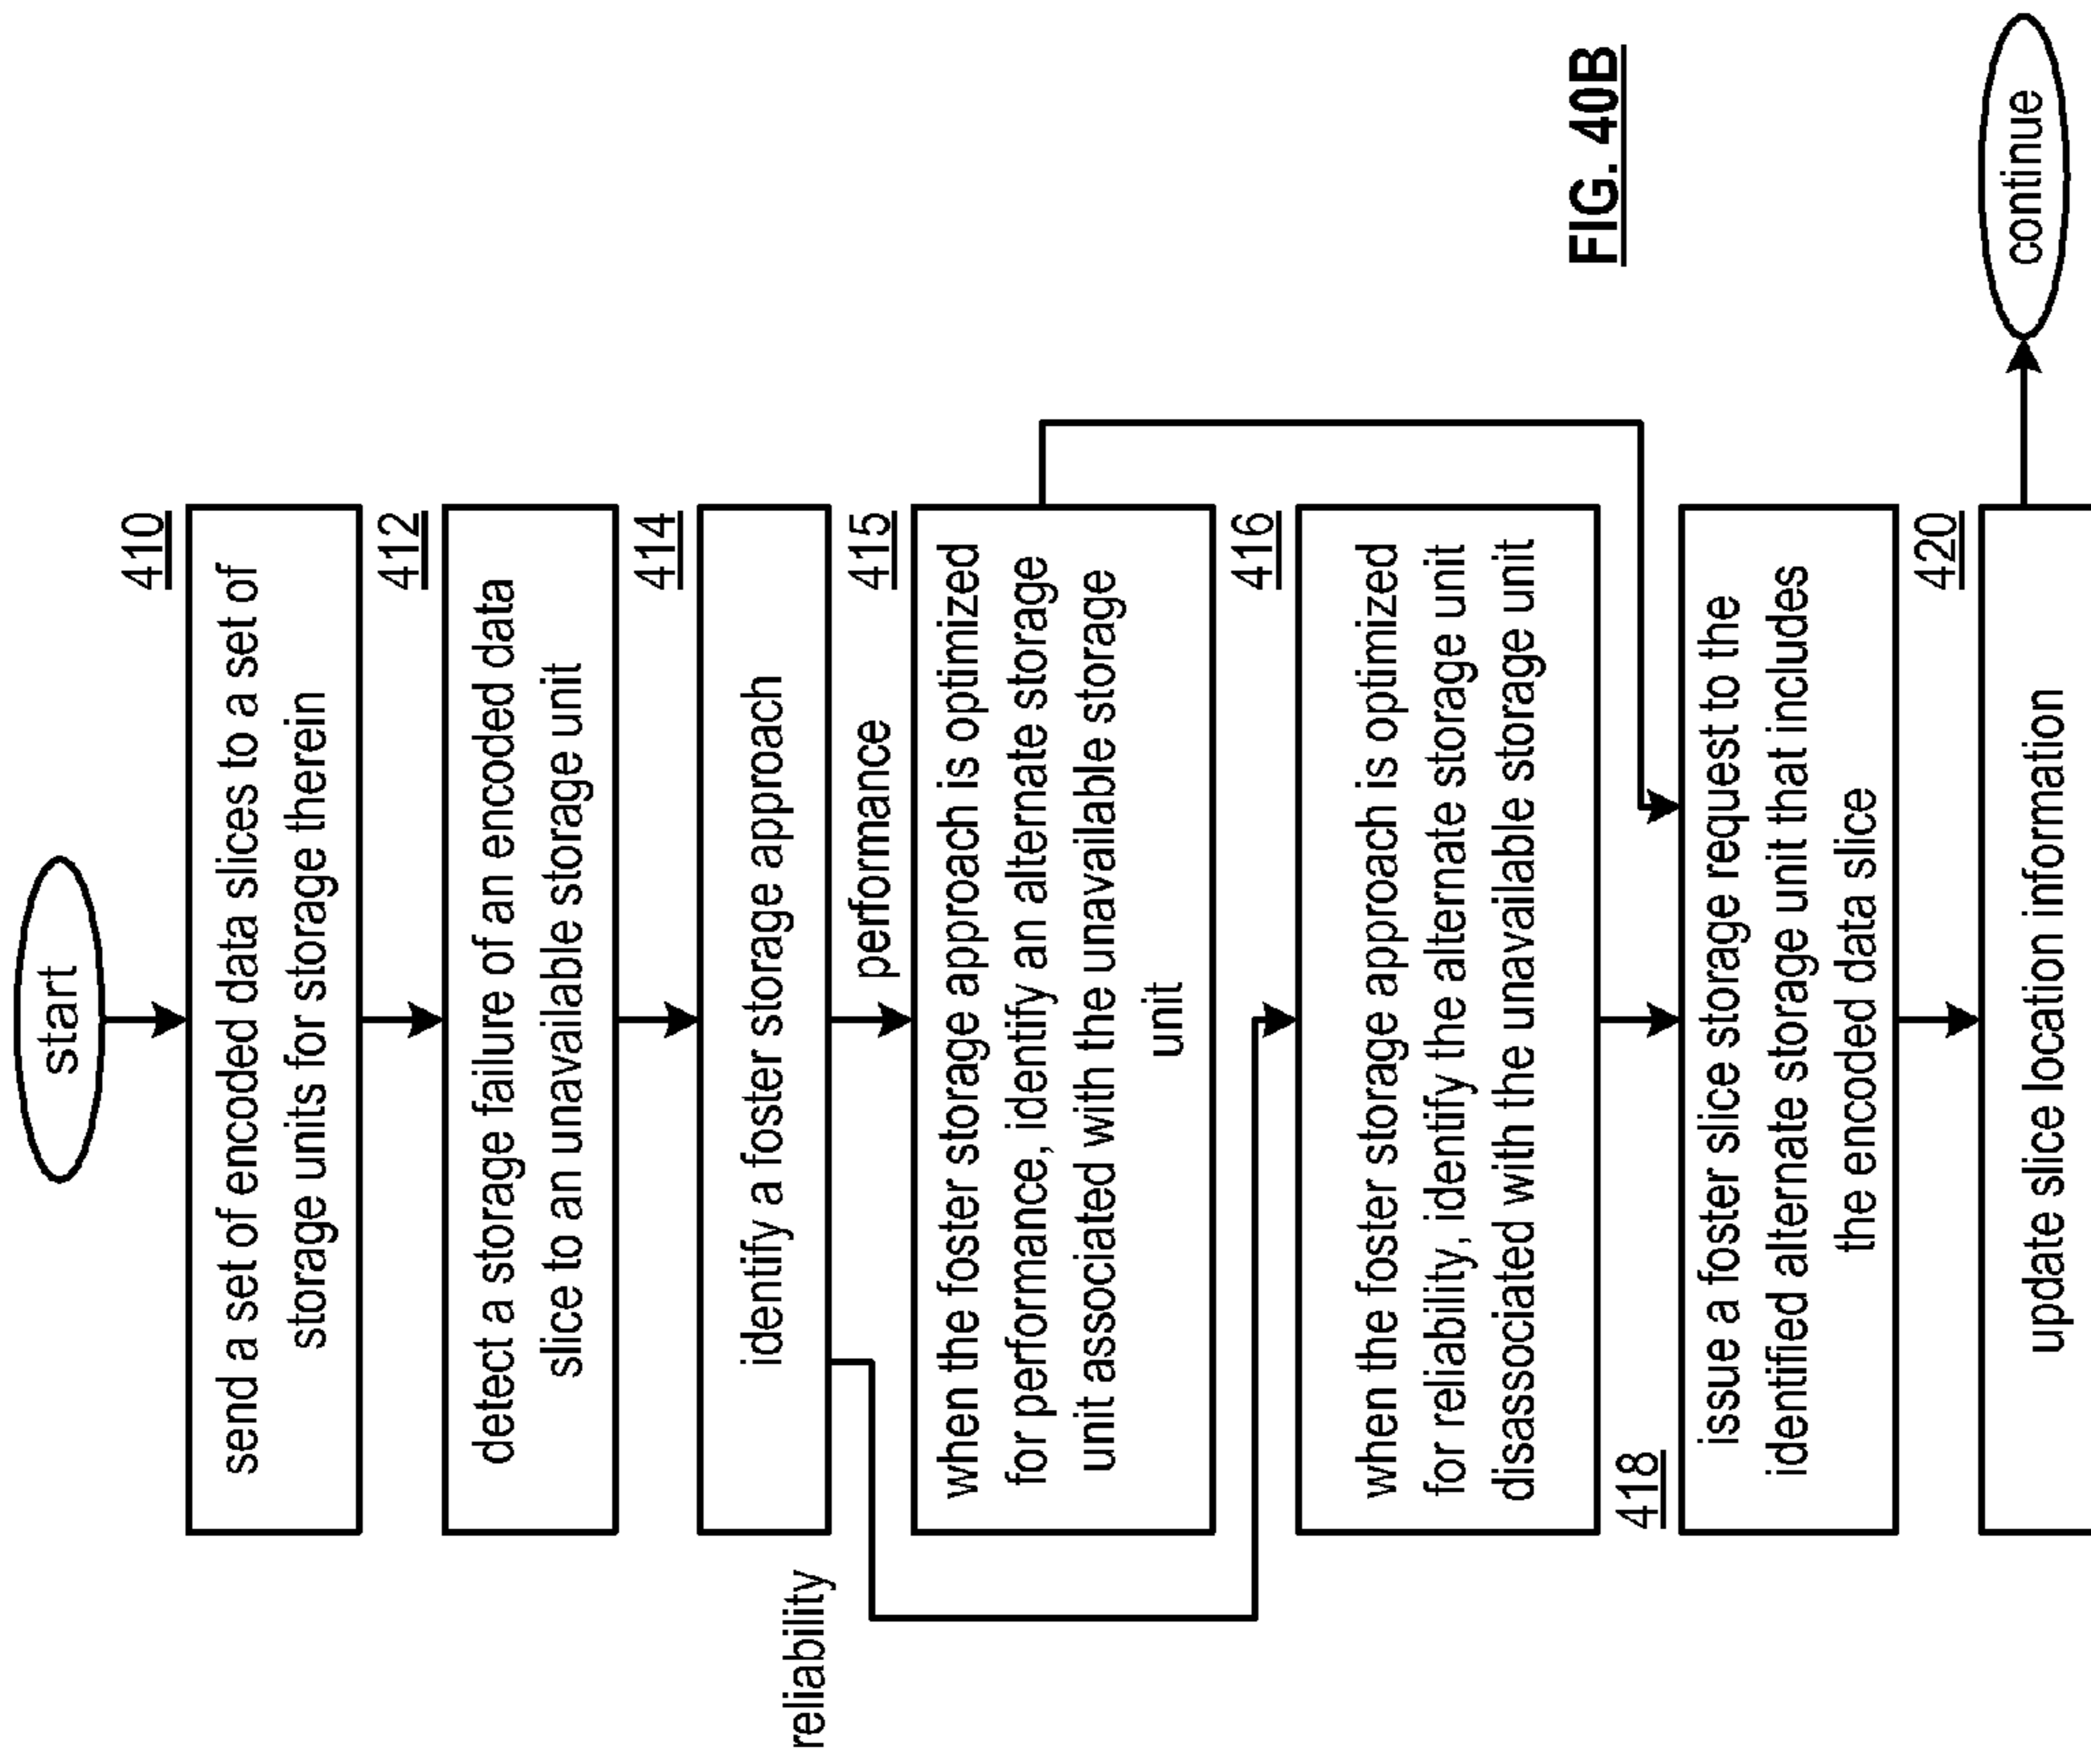 start
410
send a set of encoded data slices to a set of
storage units for storage therein
412
detect a storage failure of an encoded data
slice to an unavailable storage unit
414
identify a foster storage approach
reliability
performance
415
when the foster storage approach is optimized
for performance, identify an alternate storage
unit associated with the unavailable storage
unit
416
when the foster storage approach is optimized
for reliability, identify the alternate storage unit
disassociated with the unavailable storage unit
418
issue a foster slice storage request to the
identified alternate storage unit that includes
the encoded data slice
420
update slice location information
continue
FIG. 40B